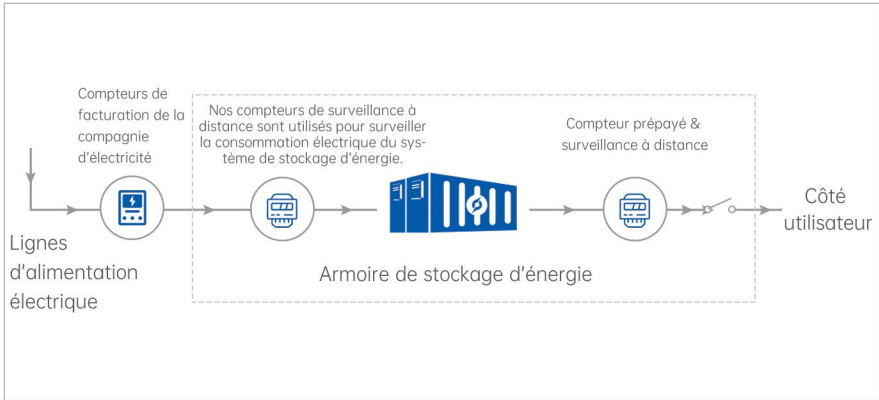 Compteurs de
facturation de la
compagnie
d'électricité
Nos compteurs de surveillance à
distance sont utilisés pour surveiller
la consommation électrique du sys-
tème de stockage d'énergie.
Compteur prépayé &
surveillance à distance
Côté
utilisateur
Lignes
d'alimentation
électrique
Armoire de stockage d'énergie